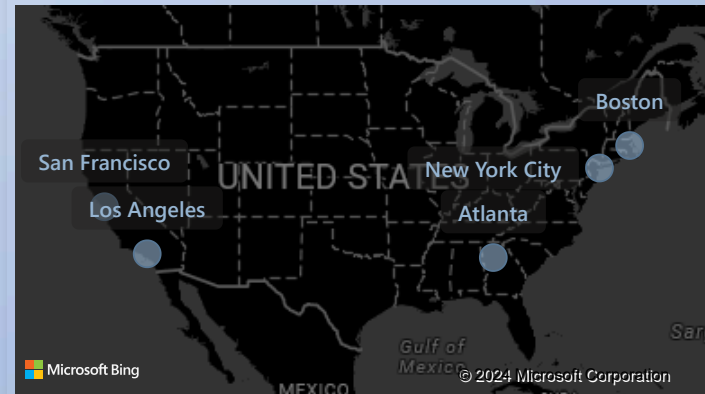 Boston
San Francisco
New York City
UNITED STATES
Los Angeles
Atlanta
Gulf of
Mexico
Sar
Microsoft Bing
© 2024 Microsoft Corporation
MEXICO